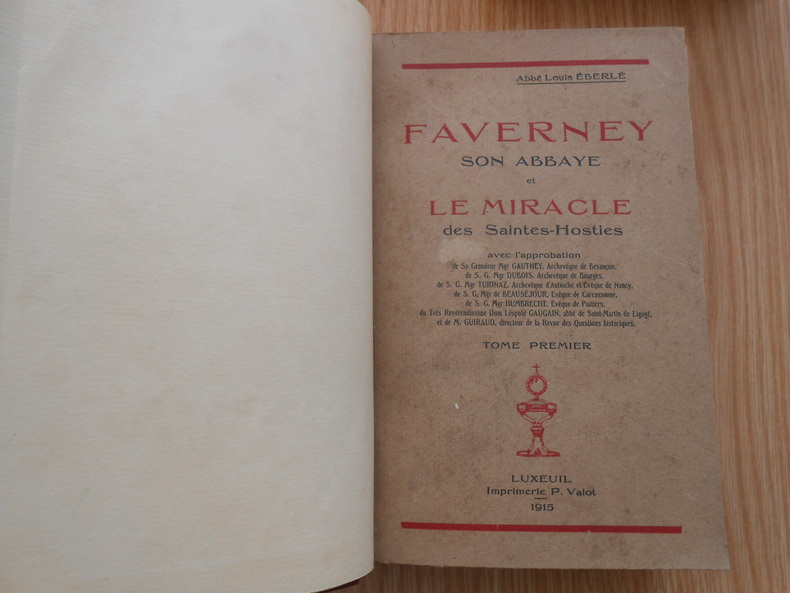 Abbé Louis ÉBERLÉ
FAVERNEY
SON ABBAYE
et
LE MIRACLE
des Saintes-Hosties
avec l'approbation
de Sa Grandeur Mgr GAUTHEY, Archevêque de Besançon,
de S. G. Mgr DUBOIS, Archevêque de Bourges,
de S. G. Mgr TURINAZ, Archevêque d'Antioche et Evêque de Nancy,
de S. G. Mgr de BEAUSÉJOUR, Evêque de Carcassonne,
de S. G. Mgr HUMBRECHT, Evêque de Poitiers,
du Très Révérendissime Dom Léopold GAUGAIN, abbé de Saint-Martin de Ligugé,
et de M. GUIRAUD, directeur de la Revue des Questions historiques,
TOME PREMIER
LUXEUIL
Imprimerie P. Valot
1915